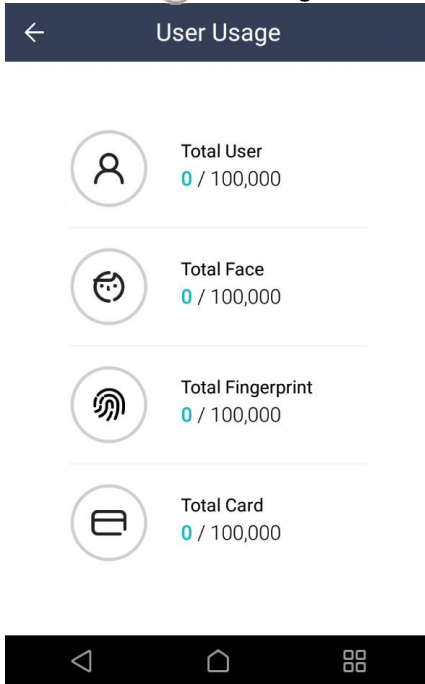 User Usage
Total User
0 / 100,000
Total Face
0 / 100,000
Total Fingerprint
0 / 100,000
Total Card
0 / 100,000